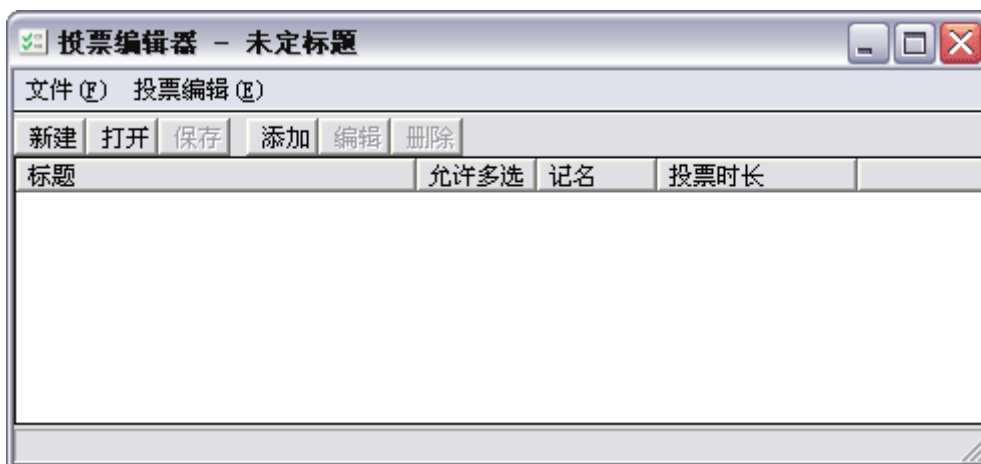 投票编辑器 - 未定标题
文件(F) 投票编辑(E)
新建 打开 保存 添加 编辑 删除
标题 允许多选 记名 投票时长